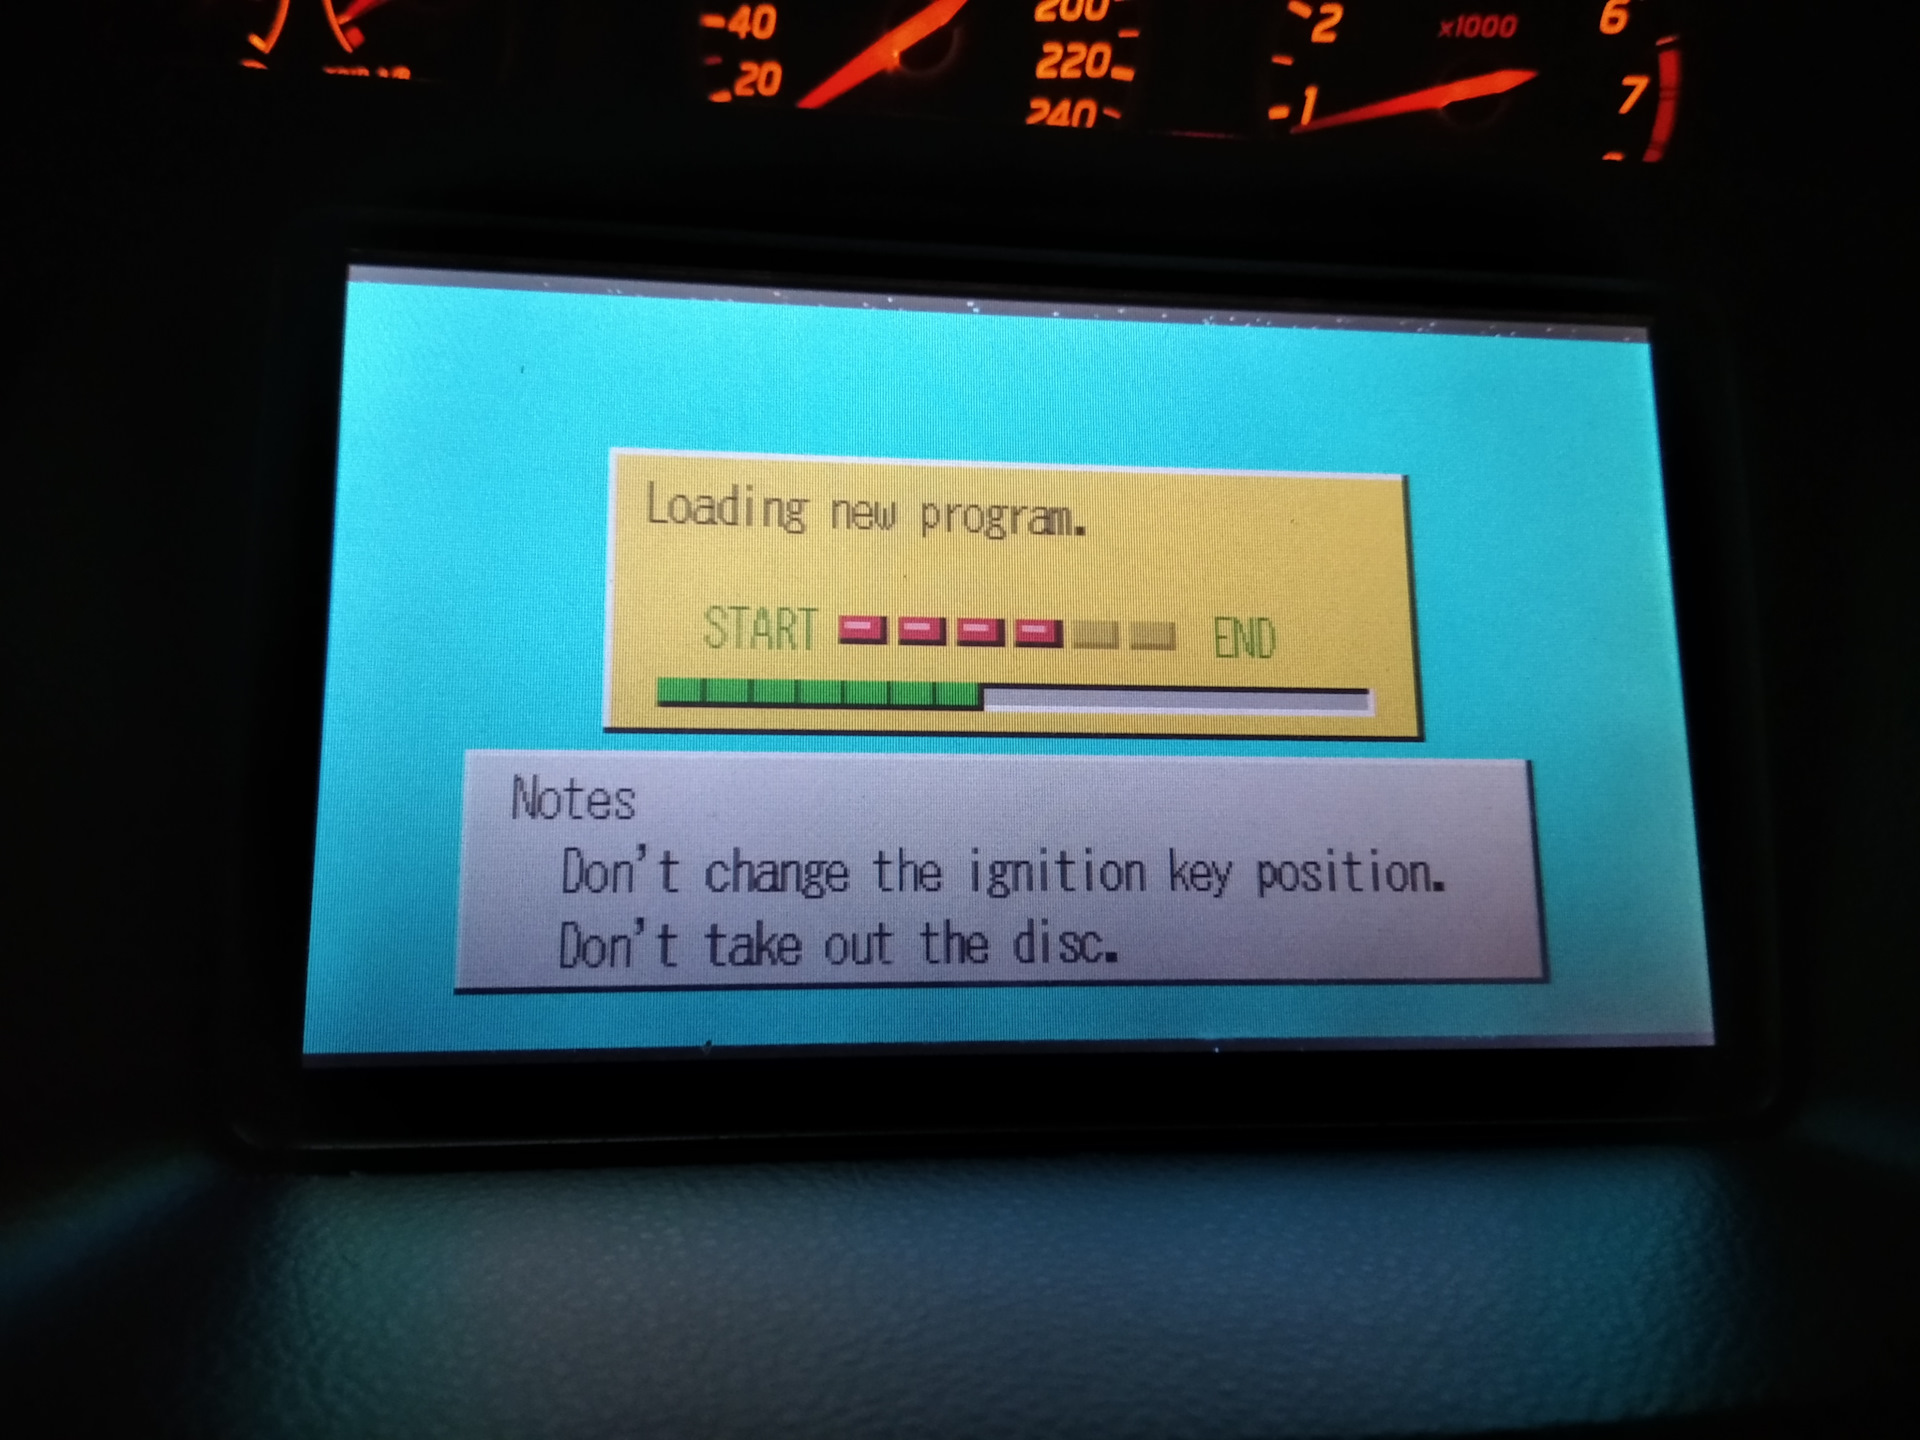 40
200
2
x1000
6
20
220
1
7
240
Loading new program.
START
END
Notes
Don't change the ignition key position.
Don't take out the disc.